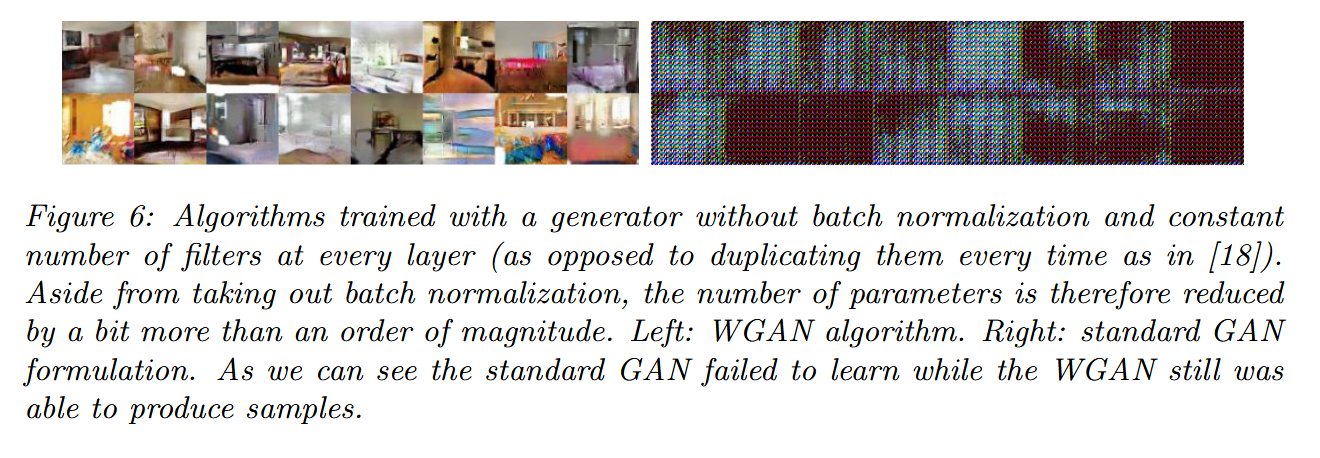 Figure 6: Algorithms trained with a generator without batch normalization and constant
number of filters at every layer (as opposed to duplicating them every time as in [18]).
Aside from taking out batch normalization, the number of parameters is therefore reduced
by a bit more than an order of magnitude. Left: WGAN algorithm. Right: standard GAN
formulation. As we can see the standard GAN failed to learn while the WGAN still was
able to produce samples.